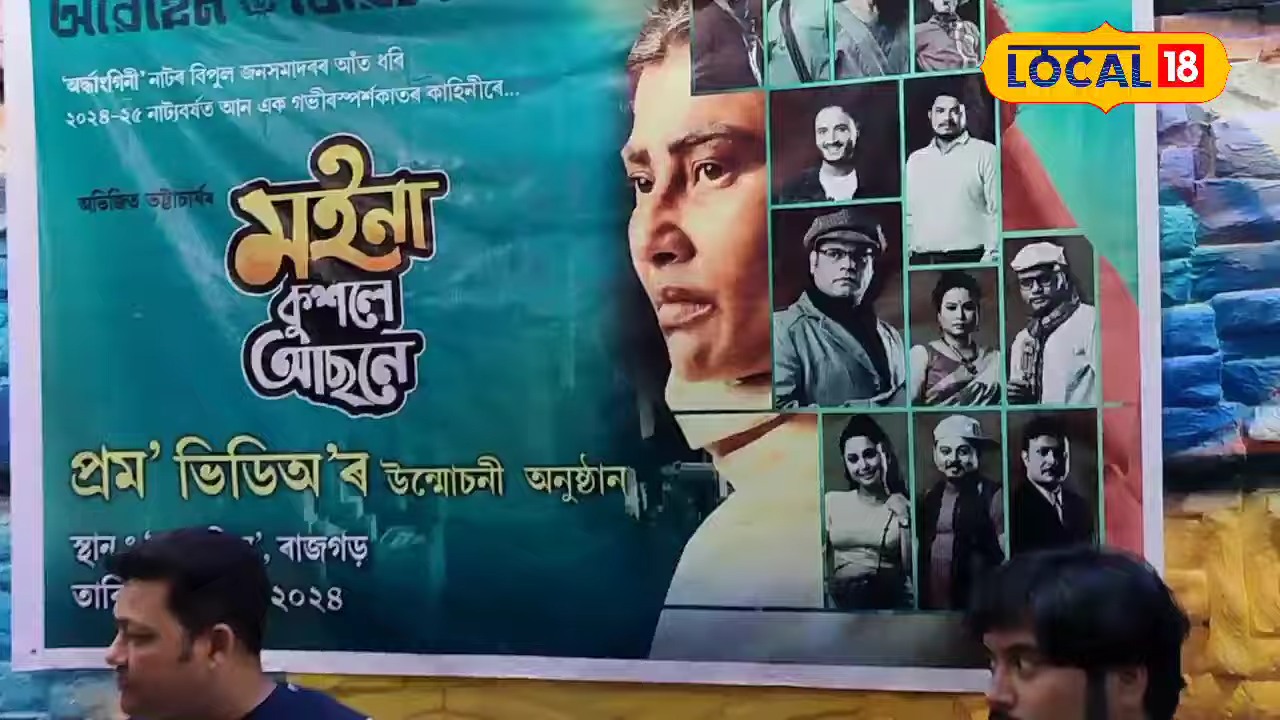 LOCAL 18
'অৰ্দ্ধাংগিনী' নাটৰ বিপুল জনসমাদৰৰ আঁত ধৰি
২০২৪-২৫ নাট্যবৰ্ষত আন এক গভীৰস্পৰ্শকাতৰ কাহিনীৰে...
অভিজিত ভট্টাচাৰ্যৰ
মইনা
কুশলে
আছনে
প্ৰম' ভিডিঅ'ৰ উন্মোচনী অনুষ্ঠান
স্থান ঃ ৰাজগড়
২০২৪